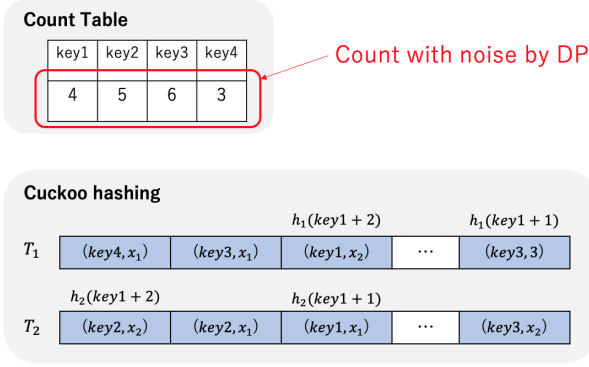 Count Table
key1 key2 key3 key4
Count with noise by DP
4 5 6 3
Cuckoo hashing
h₁(key1 + 2) h₁(key1 + 1)
T₁ (key4, x₁) (key3, x₁) (key1, x₂) ⋯ (key3, 3)
h₂(key1 + 2) h₂(key1 + 1)
T₂ (key2, x₂) (key2, x₁) (key1, x₁) ⋯ (key3, x₂)